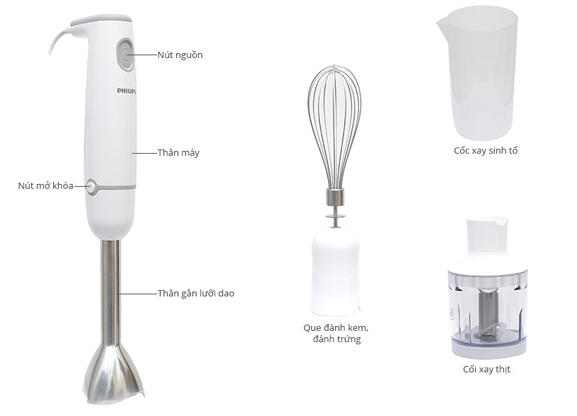 Nút nguồn
PHILIPS
Thân máy
Nút mở khóa
Thân gắn lưỡi dao
Que đánh kem,
đánh trứng
Cốc xay sinh tố
Cối xay thịt